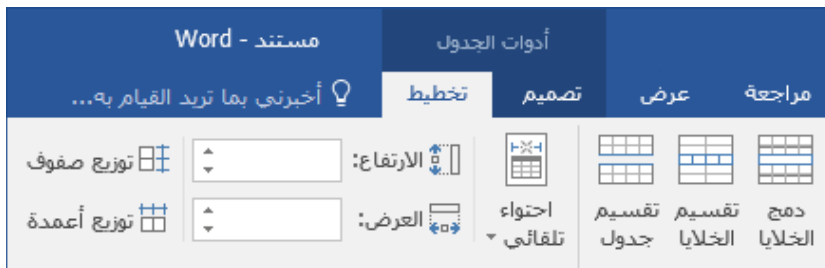 أدوات الجدول
مستند - Word
مراجعة
عرض
تصميم
تخطيط
أخبرني بما تريد القيام به...
دمج
الخلايا
تقسيم
الخلايا
تقسيم
جدول
احتواء
تلقائي
الارتفاع:
توزيع صفوف
العرض:
توزيع أعمدة